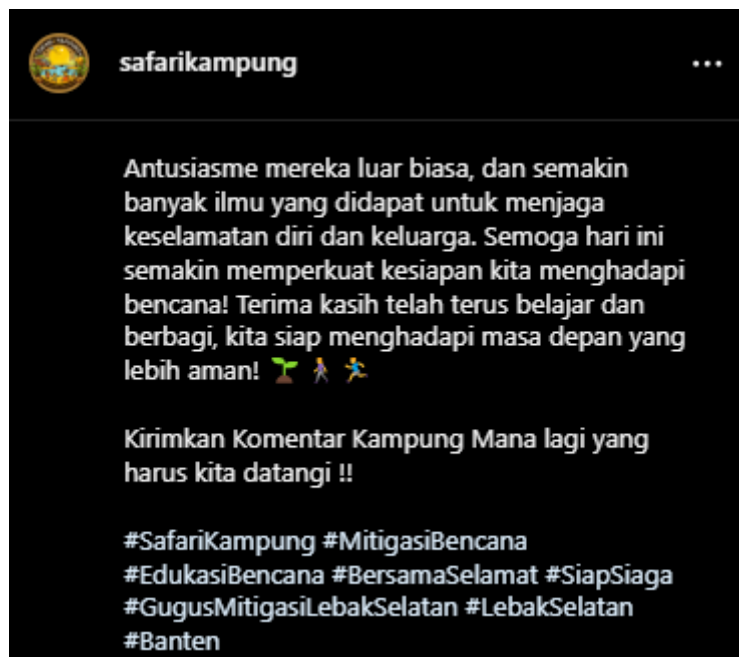 safarikampung
Antusiasme mereka luar biasa, dan semakin
banyak ilmu yang didapat untuk menjaga
keselamatan diri dan keluarga. Semoga hari ini
semakin memperkuat kesiapan kita menghadapi
bencana! Terima kasih telah terus belajar dan
berbagi, kita siap menghadapi masa depan yang
lebih aman! 🌱🚶‍♀️🏃
Kirimkan Komentar Kampung Mana lagi yang
harus kita datangi !!
#SafariKampung #MitigasiBencana
#EdukasiBencana #BersamaSelamat #SiapSiaga
#GugusMitigasiLebakSelatan #LebakSelatan
#Banten